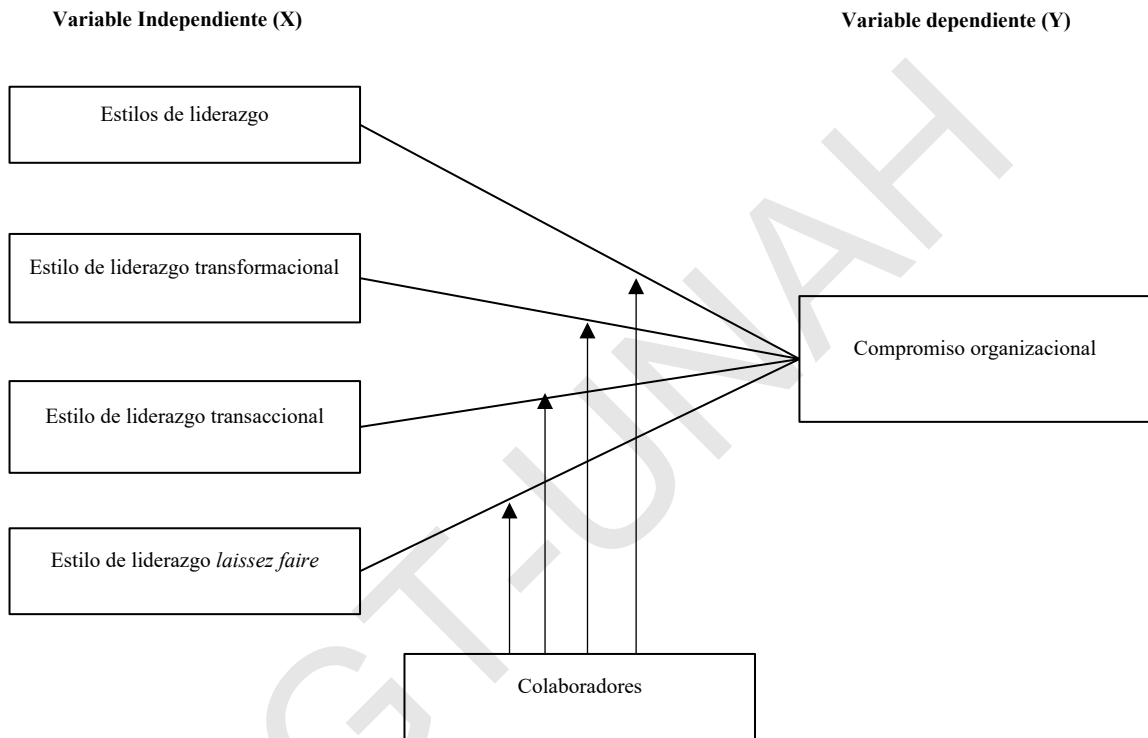 Variable Independiente (X)
Variable dependiente (Y)
Estilos de liderazgo
Estilo de liderazgo transformacional
Compromiso organizacional
Estilo de liderazgo transaccional
Estilo de liderazgo laissez faire
Colaboradores
GT-UNAH